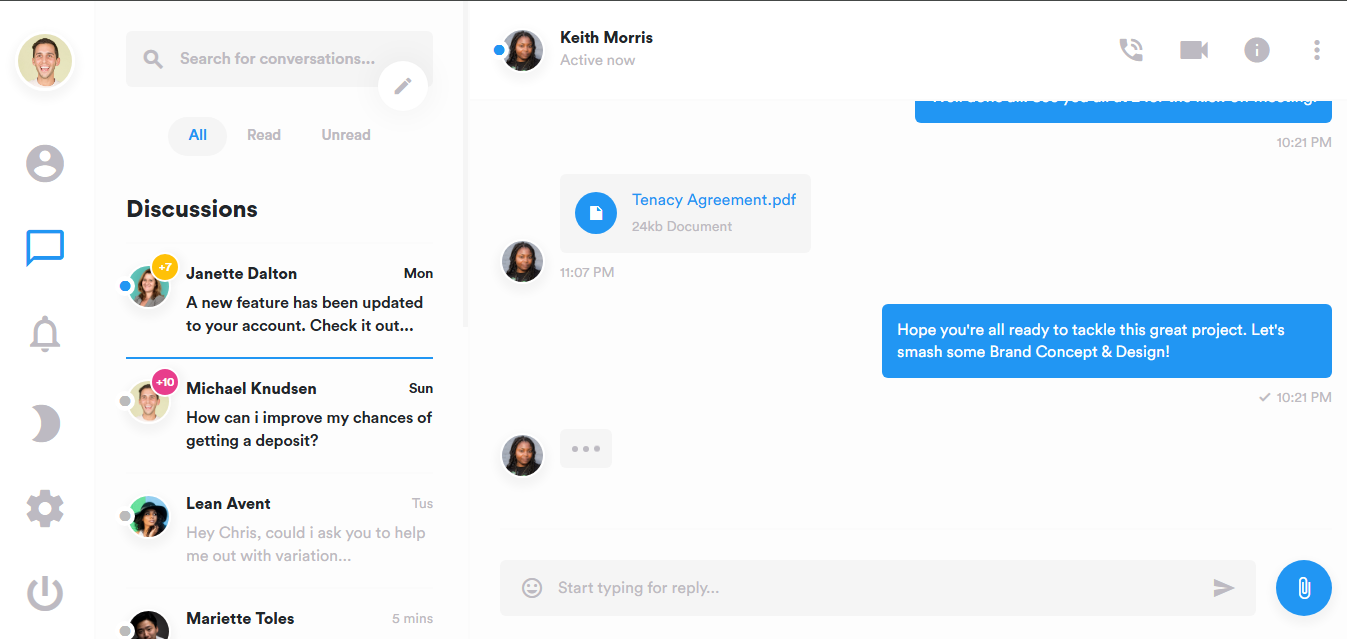 Search for conversations...
All Read Unread
Discussions
+7
Janette Dalton Mon
A new feature has been updated
to your account. Check it out...
+10
Michael Knudsen Sun
How can i improve my chances of
getting a deposit?
Lean Avent Tus
Hey Chris, could i ask you to help
me out with variation...
Mariette Toles 5 mins
Keith Morris
Active now
10:21 PM
Tenacy Agreement.pdf
24kb Document
11:07 PM
Hope you're all ready to tackle this great project. Let's
smash some Brand Concept & Design!
10:21 PM
Start typing for reply...